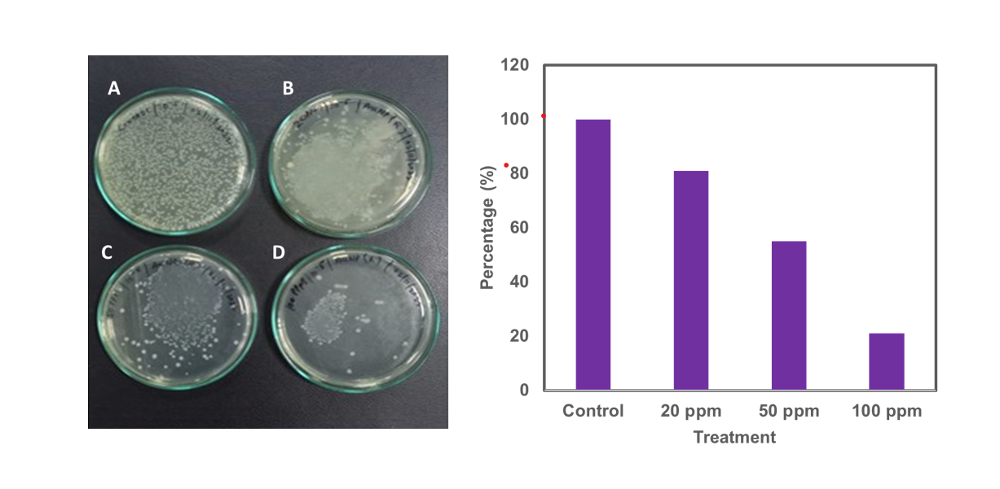 A
B
C
D
120
100
80
60
40
20
0
Percentage (%)
Control
20 ppm
50 ppm
100 ppm
Treatment